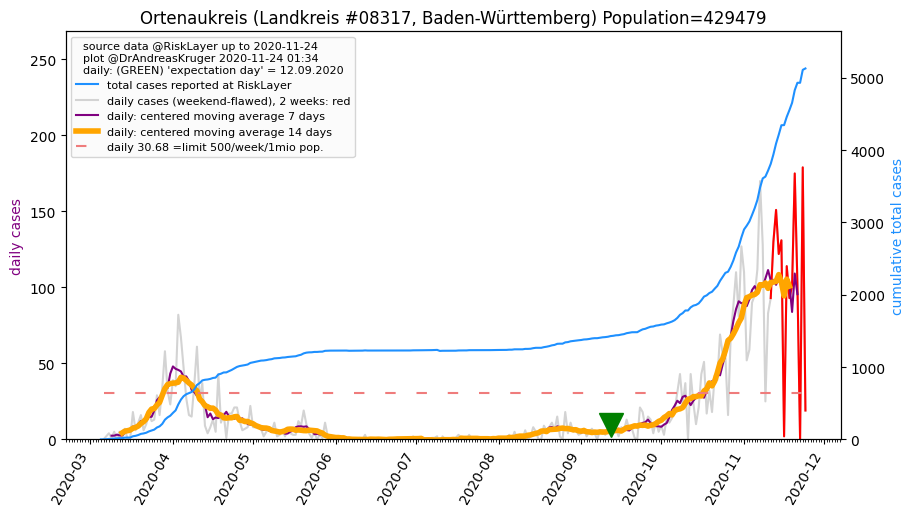 Ortenaukreis (Landkreis #08317, Baden-Württemberg) Population=429479
source data @RiskLayer up to 2020-11-24
plot @DrAndreasKruger 2020-11-24 01:34
daily: (GREEN) 'expectation day' = 12.09.2020
total cases reported at RiskLayer
daily cases (weekend-flawed), 2 weeks: red
daily: centered moving average 7 days
daily: centered moving average 14 days
daily 30.68 =limit 500/week/1mio pop.
daily cases
250
200
150
100
50
0
cumulative total cases
5000
4000
3000
2000
1000
0
2020-03
2020-04
2020-05
2020-06
2020-07
2020-08
2020-09
2020-10
2020-11
2020-12